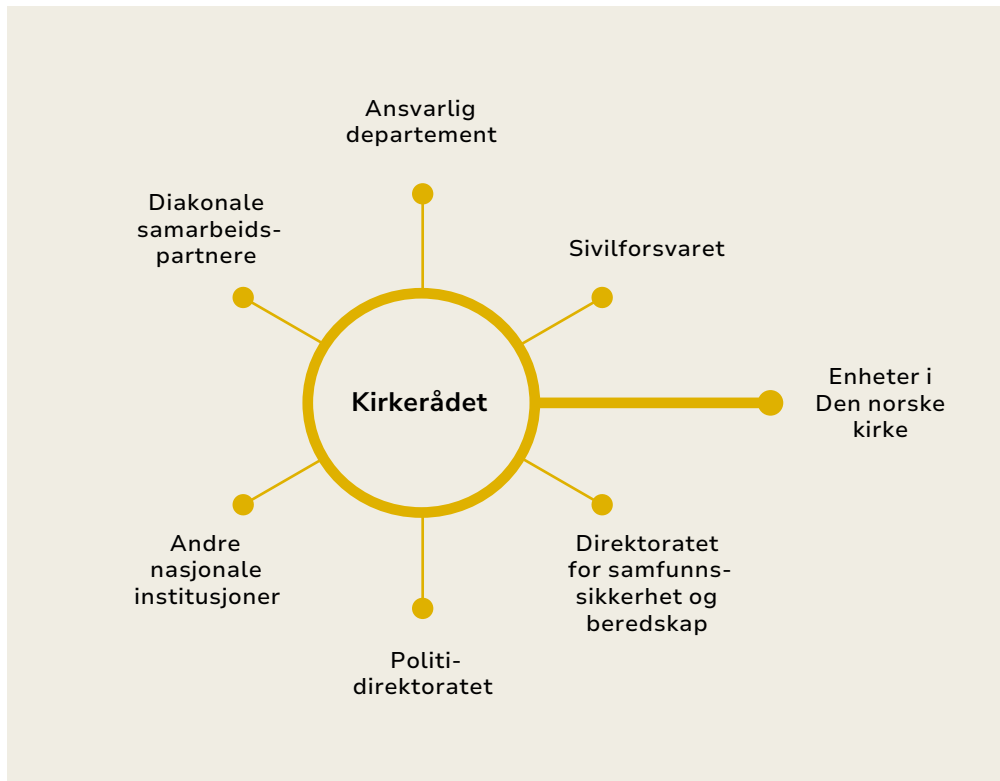 Ansvarlig
departement
Diakonale
samarbeids-
partnere
Sivilforsvaret
Kirkerådet
Enheter i
Den norske
kirke
Andre
nasjonale
institusjoner
Direktoratet
for samfunns-
sikkerhet og
beredskap
Politi-
direktoratet